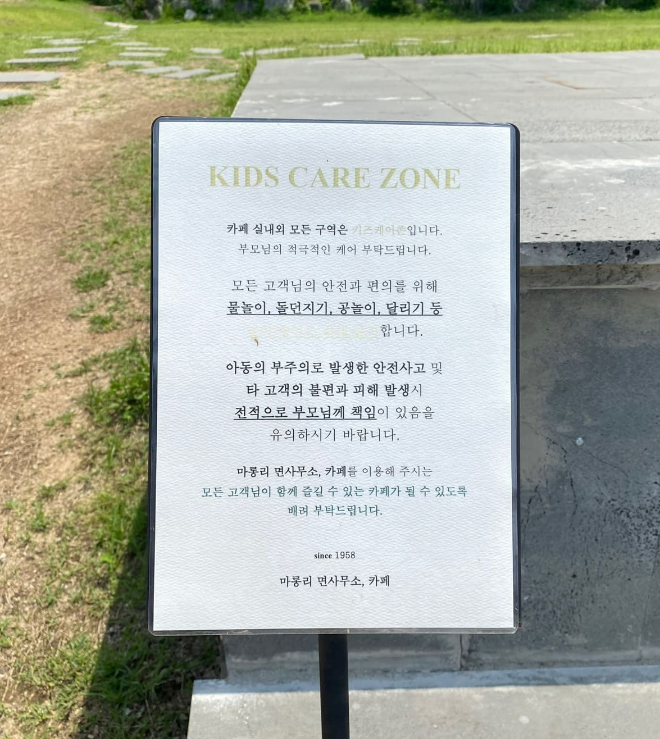 KIDS CARE ZONE
카페 실내외 모든 구역은 키즈케어존입니다.
부모님의 적극적인 케어 부탁드립니다.
모든 고객님의 안전과 편의를 위해
물놀이, 돌던지기, 공놀이, 달리기 등
합니다.
아동의 부주의로 발생한 안전사고 및
타 고객의 불편과 피해 발생시
전적으로 부모님께 책임이 있음을
유의하시기 바랍니다.
마롱리 면사무소, 카페를 이용해 주시는
모든 고객님이 함께 즐길 수 있는 카페가 될 수 있도록
배려 부탁드립니다.
since 1958
마롱리 면사무소, 카페